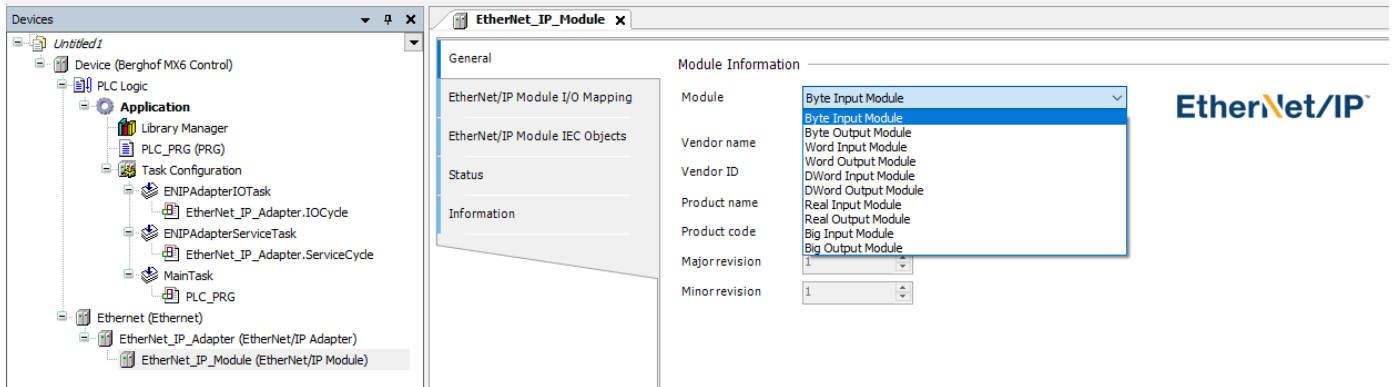 Devices
Untitled1
Device (Berghof MX6 Control)
PLC Logic
Application
Library Manager
PLC_PRG (PRG)
Task Configuration
ENIPAdapterIOTask
EtherNet_IP_Adapter.IOCycle
ENIPAdapterServiceTask
EtherNet_IP_Adapter.ServiceCycle
MainTask
PLC_PRG
Ethernet (Ethernet)
EtherNet_IP_Adapter (EtherNet/IP Adapter)
EtherNet_IP_Module (EtherNet/IP Module)
EtherNet_IP_Module
General
EtherNet/IP Module I/O Mapping
EtherNet/IP Module IEC Objects
Status
Information
Module Information
Module
Byte Input Module
Byte Input Module
Byte Output Module
Word Input Module
Word Output Module
DWord Input Module
DWord Output Module
Real Input Module
Real Output Module
Big Input Module
Big Output Module
Vendor name
Vendor ID
Product name
Product code
Major revision
1
Minor revision
1
EtherNet/IP™